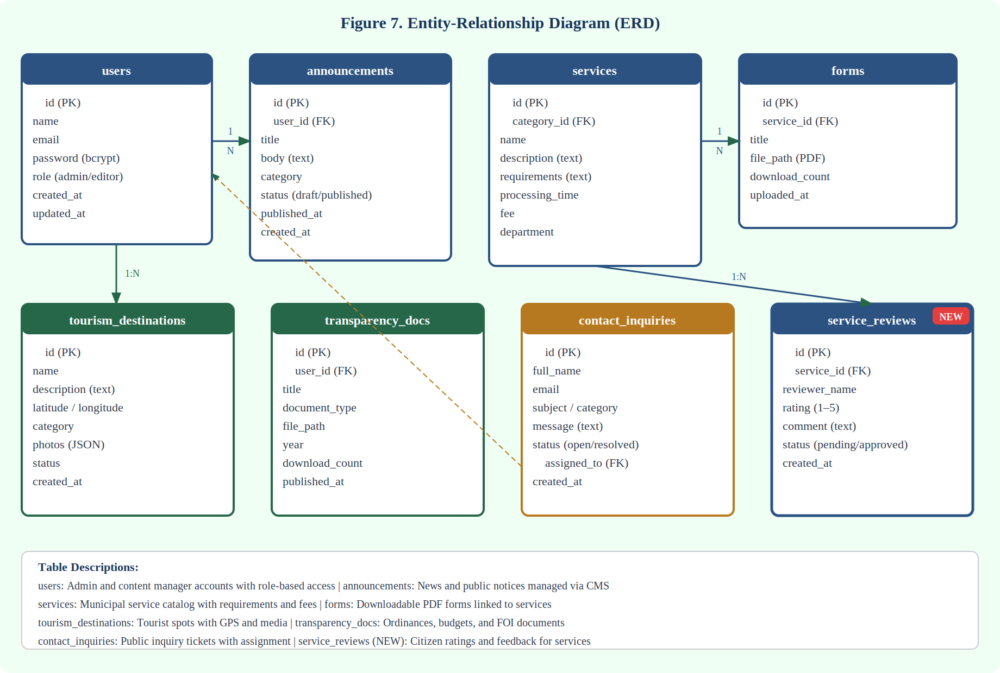 Figure 7. Entity-Relationship Diagram (ERD)
users
id (PK)
name
email
password (bcrypt)
role (admin/editor)
created_at
updated_at
1
N
announcements
id (PK)
user_id (FK)
title
body (text)
category
status (draft/published)
published_at
created_at
services
id (PK)
category_id (FK)
name
description (text)
requirements (text)
processing_time
fee
department
1
N
forms
id (PK)
service_id (FK)
title
file_path (PDF)
download_count
uploaded_at
1:N
1:N
tourism_destinations
id (PK)
name
description (text)
latitude / longitude
category
photos (JSON)
status
created_at
transparency_docs
id (PK)
user_id (FK)
title
document_type
file_path
year
download_count
published_at
contact_inquiries
id (PK)
full_name
email
subject / category
message (text)
status (open/resolved)
assigned_to (FK)
created_at
service_reviews
NEW
id (PK)
service_id (FK)
reviewer_name
rating (1–5)
comment (text)
status (pending/approved)
created_at
Table Descriptions:
users: Admin and content manager accounts with role-based access | announcements: News and public notices managed via CMS
services: Municipal service catalog with requirements and fees | forms: Downloadable PDF forms linked to services
tourism_destinations: Tourist spots with GPS and media | transparency_docs: Ordinances, budgets, and FOI documents
contact_inquiries: Public inquiry tickets with assignment | service_reviews (NEW): Citizen ratings and feedback for services